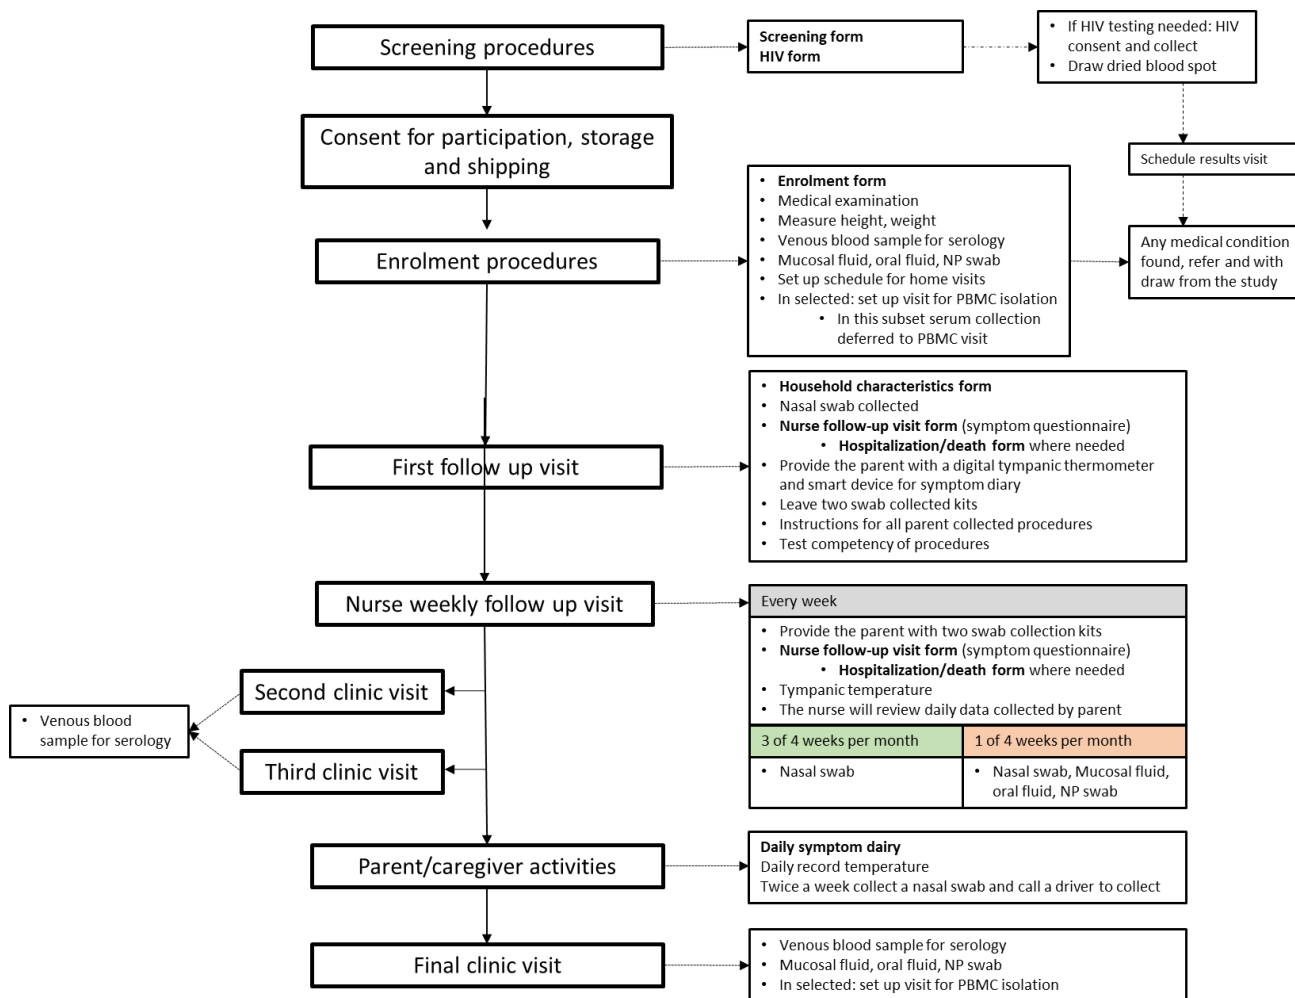 Screening procedures
Screening form
HIV form
• If HIV testing needed: HIV
consent and collect
• Draw dried blood spot
Consent for participation, storage
and shipping
Schedule results visit
Enrolment procedures
• Enrolment form
• Medical examination
• Measure height, weight
• Venous blood sample for serology
• Mucosal fluid, oral fluid, NP swab
• Set up schedule for home visits
• In selected: set up visit for PBMC isolation
• In this subset serum collection
deferred to PBMC visit
Any medical condition
found, refer and with
draw from the study
First follow up visit
• Household characteristics form
• Nasal swab collected
• Nurse follow-up visit form (symptom questionnaire)
• Hospitalization/death form where needed
• Provide the parent with a digital tympanic thermometer
and smart device for symptom diary
• Leave two swab collected kits
• Instructions for all parent collected procedures
• Test competency of procedures
Nurse weekly follow up visit
Every week
• Provide the parent with two swab collection kits
• Nurse follow-up visit form (symptom questionnaire)
• Hospitalization/death form where needed
• Tympanic temperature
• The nurse will review daily data collected by parent
3 of 4 weeks per month
1 of 4 weeks per month
• Nasal swab
• Nasal swab, Mucosal fluid,
oral fluid, NP swab
Second clinic visit
• Venous blood
sample for serology
Third clinic visit
Parent/caregiver activities
Daily symptom dairy
Daily record temperature
Twice a week collect a nasal swab and call a driver to collect
Final clinic visit
• Venous blood sample for serology
• Mucosal fluid, oral fluid, NP swab
• In selected: set up visit for PBMC isolation